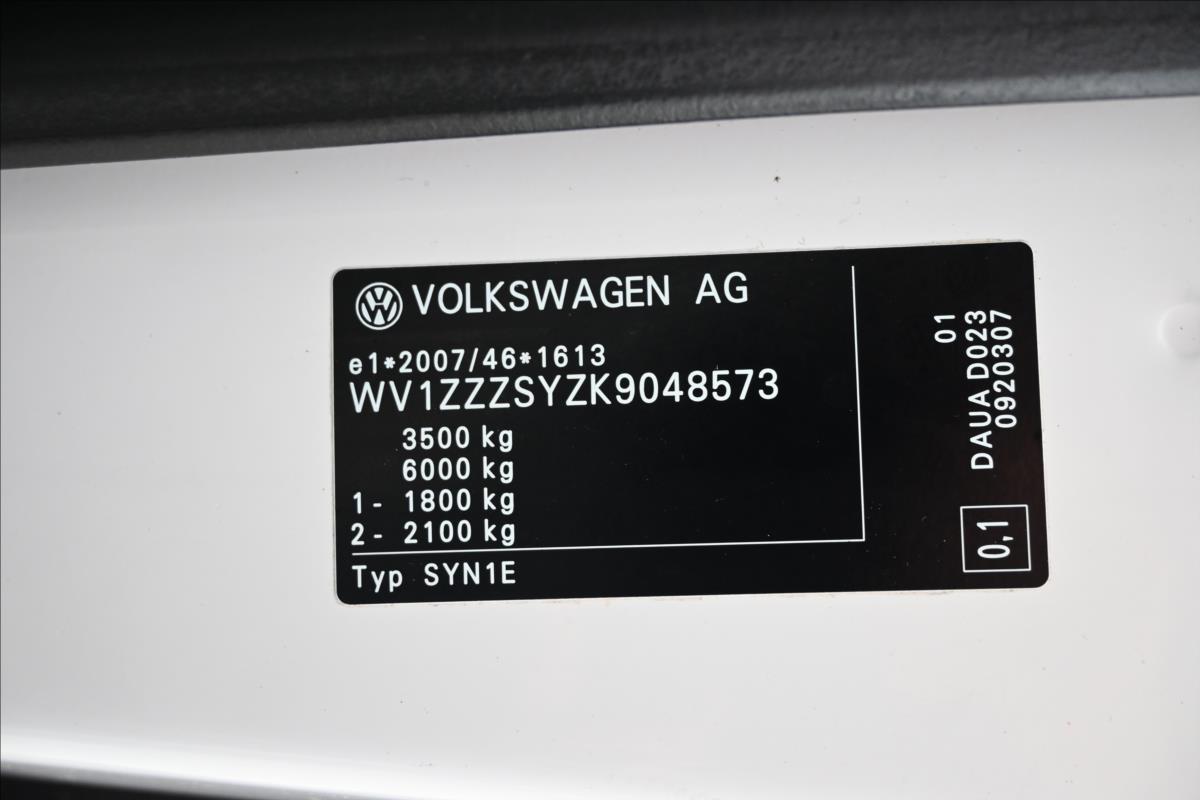 VOLKSWAGEN AG
e1*2007/46*1613
WV1ZZZSYZK9048573
3500 kg
6000 kg
1- 1800 kg
2- 2100 kg
Typ SYN1E
01
DAUA D023
0920307
0,1